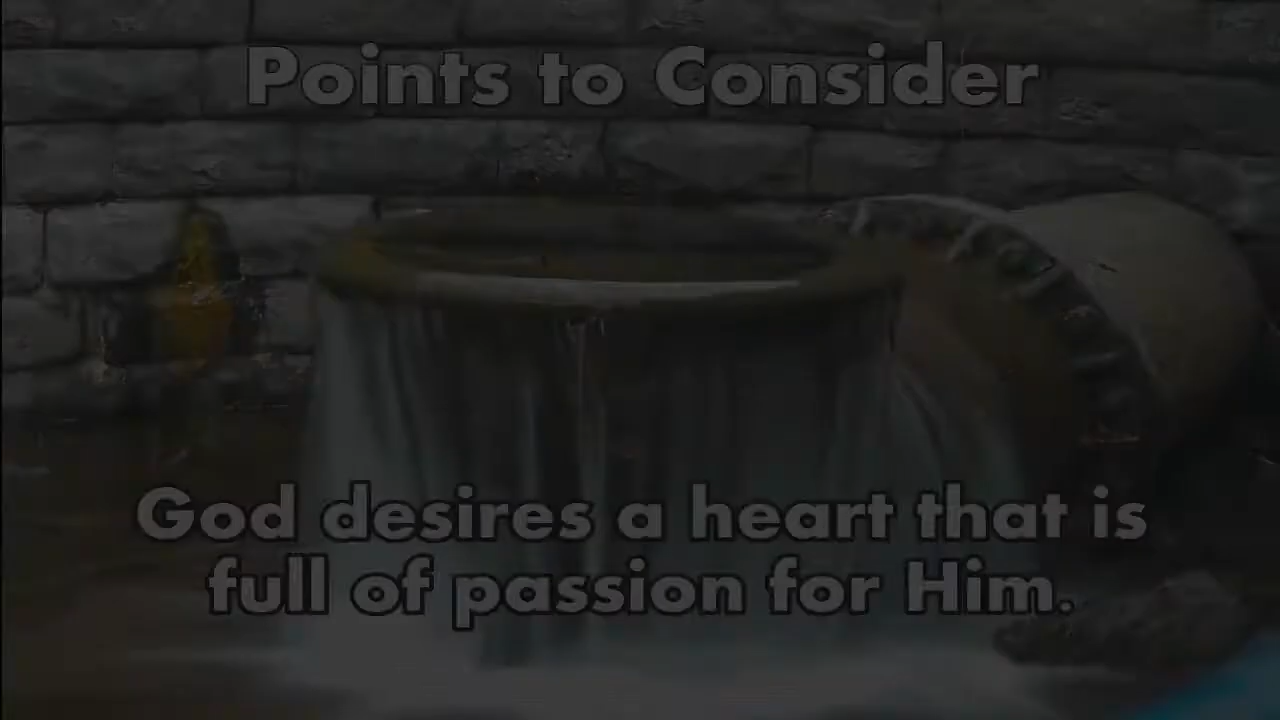 Points to Consider
God desires a heart that is
full of passion for Him.